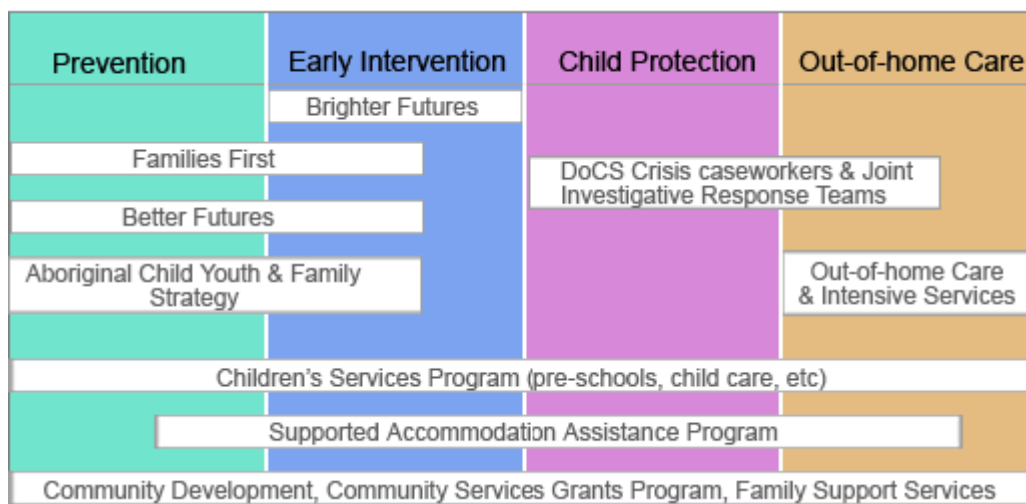 Prevention
Early Intervention
Child Protection
Out-of-home Care
Brighter Futures
Families First
DoCS Crisis caseworkers & Joint
Investigative Response Teams
Better Futures
Aboriginal Child Youth & Family
Strategy
Out-of-home Care
& Intensive Services
Children's Services Program (pre-schools, child care, etc)
Supported Accommodation Assistance Program
Community Development, Community Services Grants Program, Family Support Services